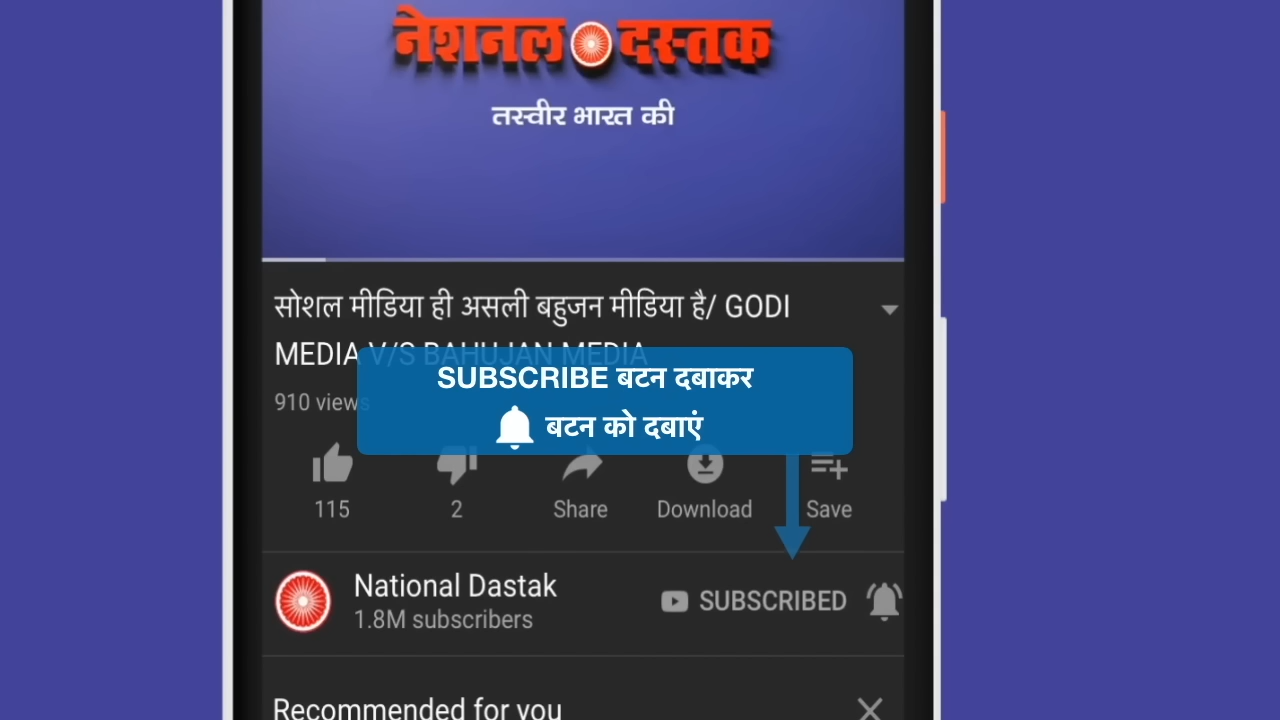 नेशनल दस्तक
तस्वीर भारत की
सोशल मीडिया ही असली बहुजन मीडिया है/ GODI
MEDIA V/S BAHUJAN MEDIA
910 views
SUBSCRIBE बटन दबाकर
बटन को दबाएं
115
2
Share
Download
Save
National Dastak
SUBSCRIBED
1.8M subscribers
Recommended for you